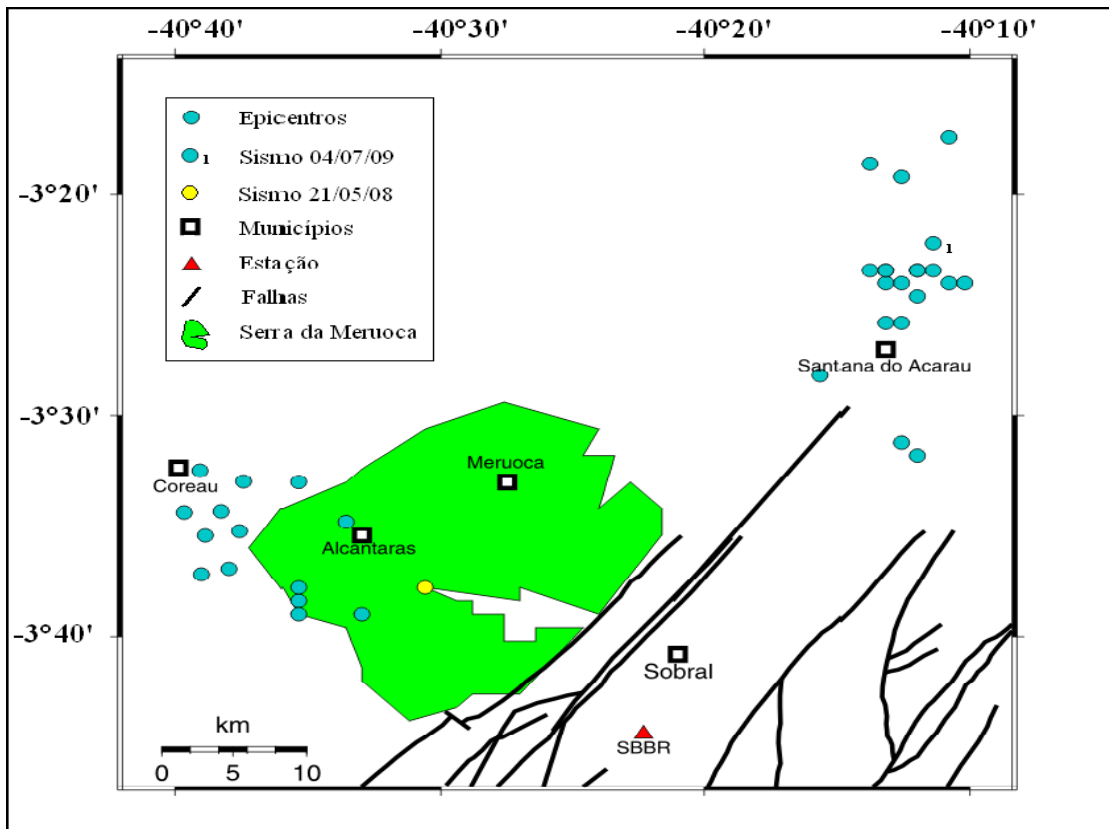 -40°40' -40°30' -40°20' -40°10'
Epicentros
1 Sismo 04/07/09
Sismo 21/05/08
Municípios
Estação
Falhas
Serra da Meruoca
-3°20'
1
Santana do Acarau
-3°30'
Meruoca
Coreau
Alcantaras
-3°40'
Sobral
km
SBBR
0 5 10